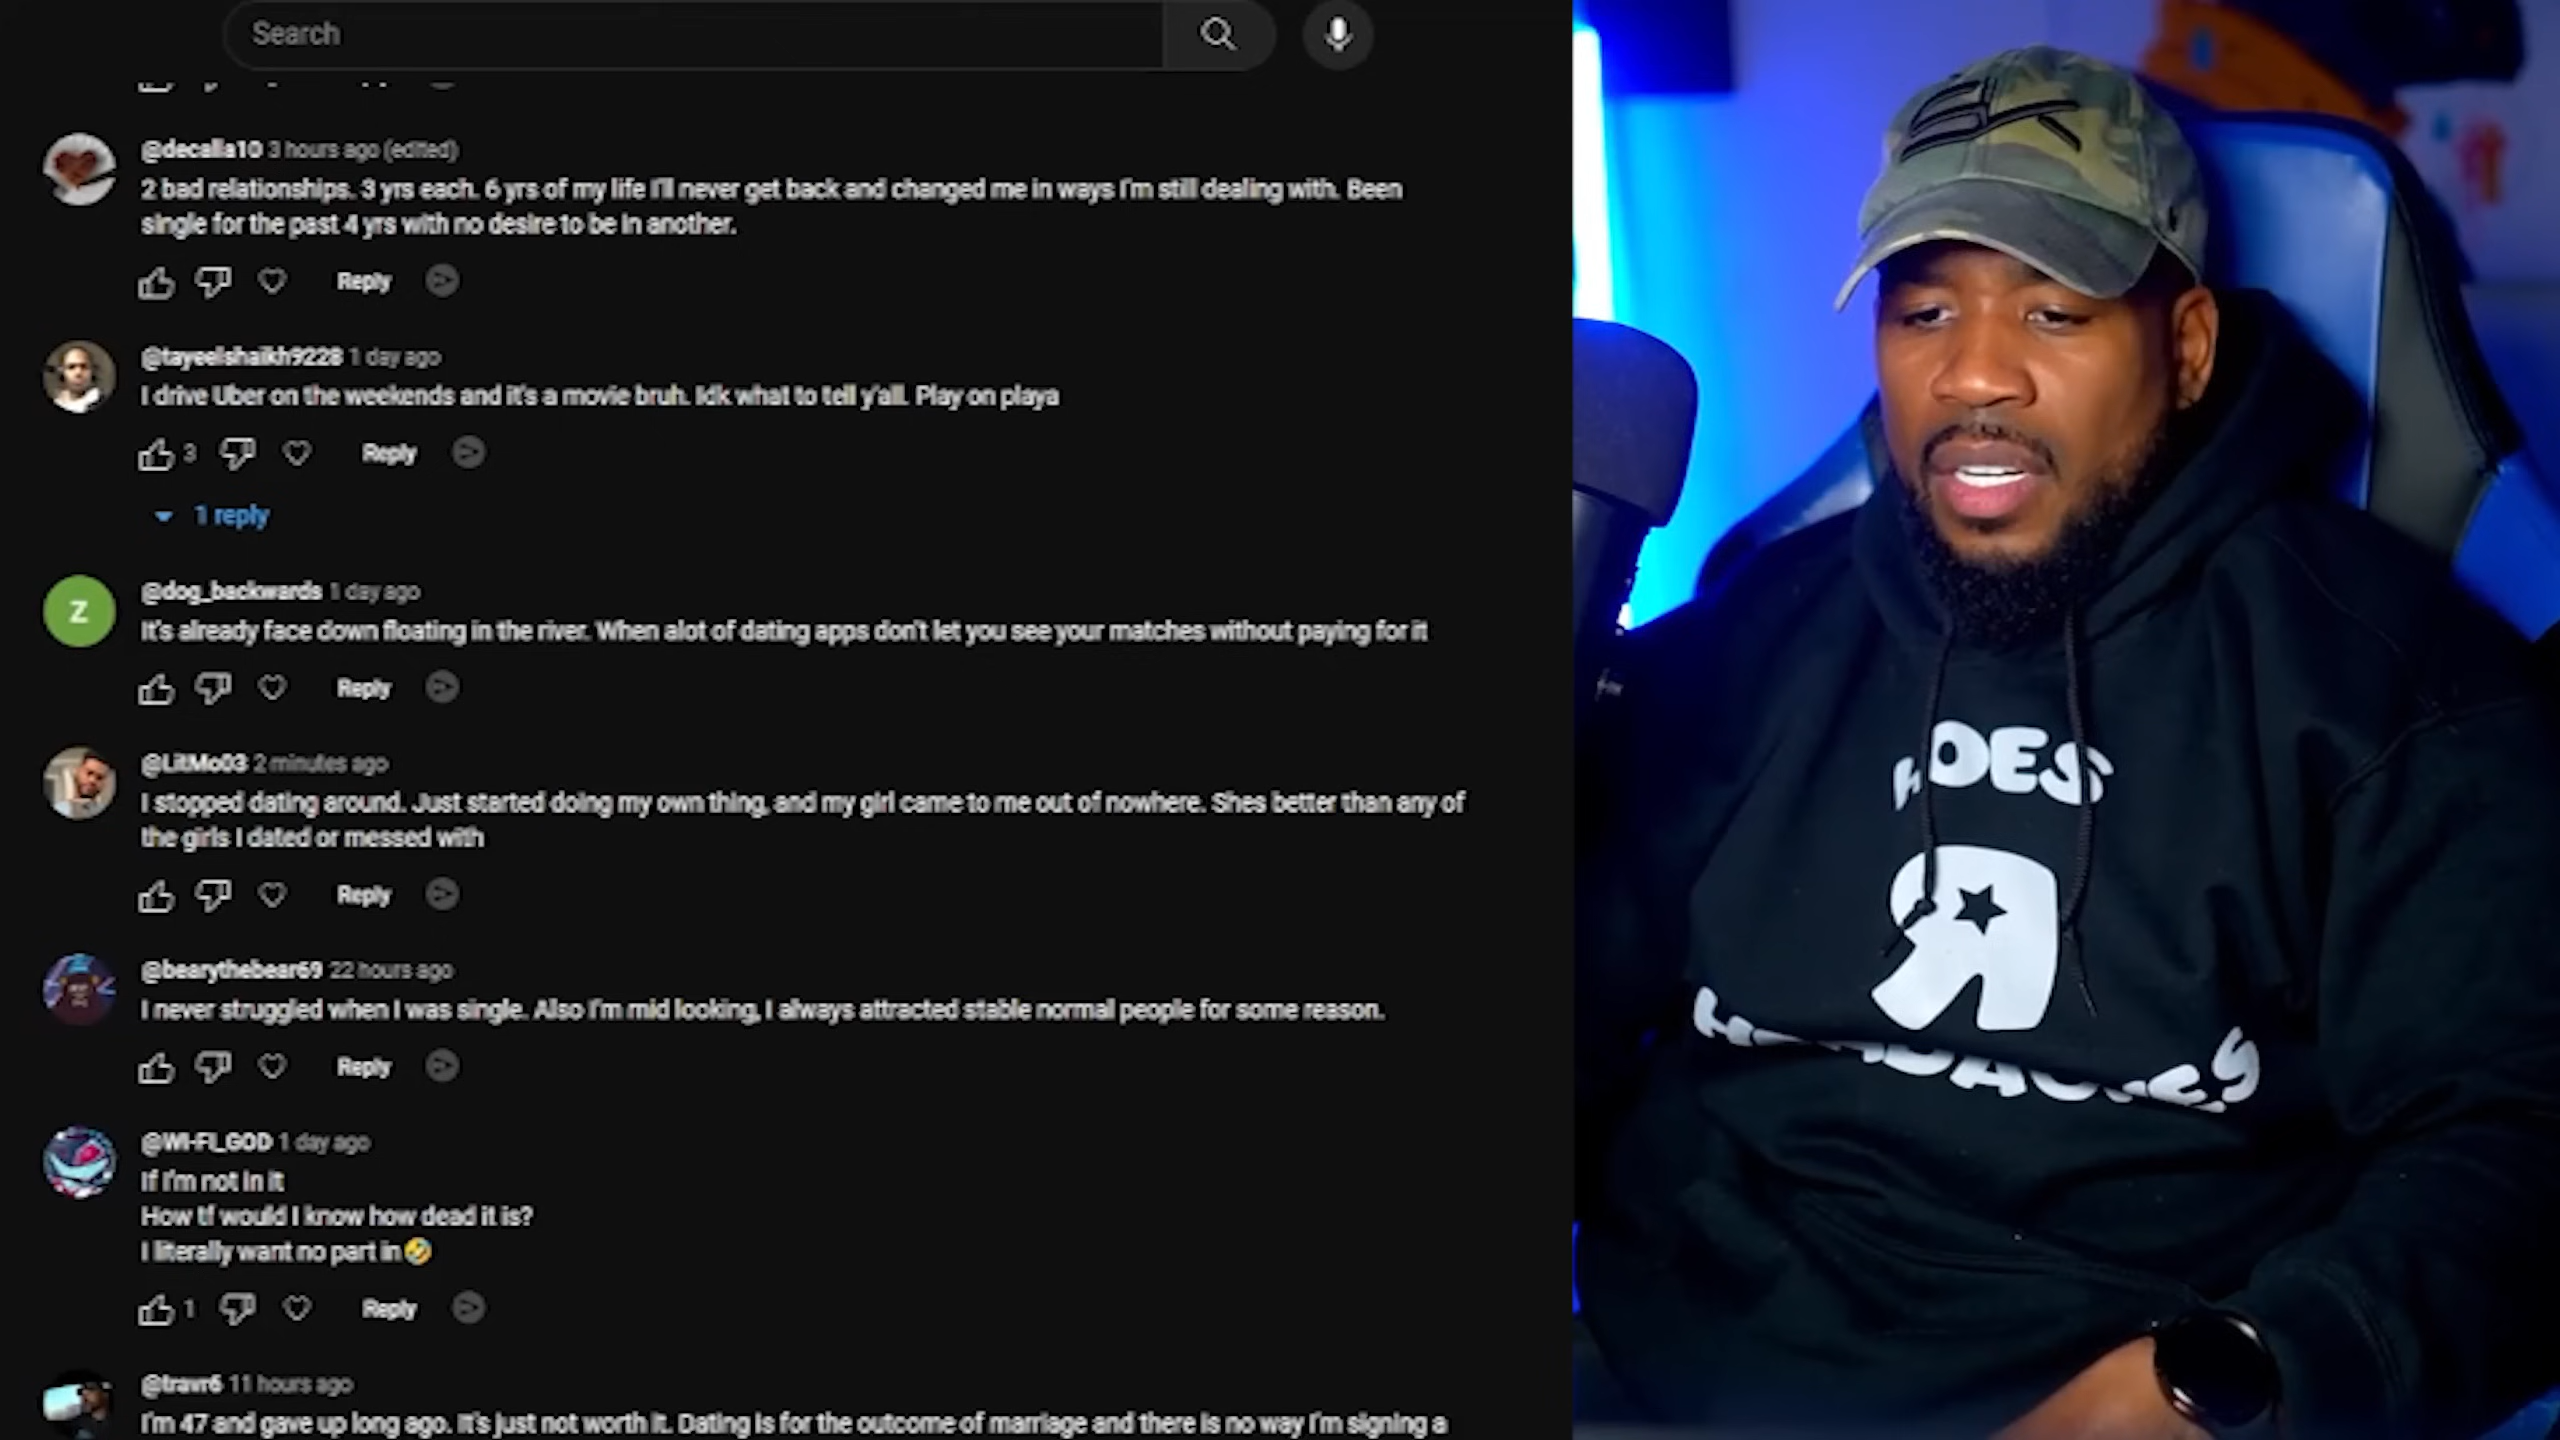 Search
@decalla10 3 hours ago (edited)
2 bad relationships. 3 yrs each. 6 yrs of my life I'll never get back and changed me in ways I'm still dealing with. Been
single for the past 4 yrs with no desire to be in another.
Reply
@tayeelshaikh9228 1 day ago
I drive Uber on the weekends and it's a movie bruh. Idk what to tell y'all. Play on playa
3 Reply
1 reply
Z
@dog_backwards 1 day ago
It's already face down floating in the river. When alot of dating apps don't let you see your matches without paying for it
Reply
@LitMo03 2 minutes ago
I stopped dating around. Just started doing my own thing, and my girl came to me out of nowhere. Shes better than any of
the girls I dated or messed with
Reply
@bearythebear69 22 hours ago
I never struggled when I was single. Also I'm mid looking, I always attracted stable normal people for some reason.
Reply
@WI-FI_GOD 1 day ago
If I'm not in it
How tf would I know how dead it is?
I literally want no part in🤣
1 Reply
@travr6 11 hours ago
I'm 47 and gave up long ago. It's just not worth it. Dating is for the outcome of marriage and there is no way I'm signing a
HOES
R